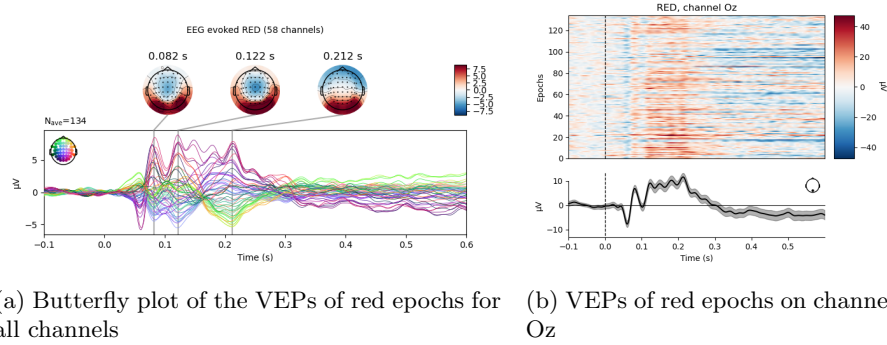 EEG evoked RED (58 channels)
0.082 s 0.122 s 0.212 s
7.5
5.0
2.5
0.0
−2.5
−5.0
−7.5
Nave=134
µV
5
0
−5
−0.1 0.0 0.1 0.2 0.3 0.4 0.5 0.6
Time (s)
RED, channel Oz
Epochs
120
100
80
60
40
20
0
40
20
0
−20
−40
µV
µV
10
0
−10
−0.1 0.0 0.1 0.2 0.3 0.4 0.5
Time (s)
(a) Butterfly plot of the VEPs of red epochs for
all channels
(b) VEPs of red epochs on channe
Oz